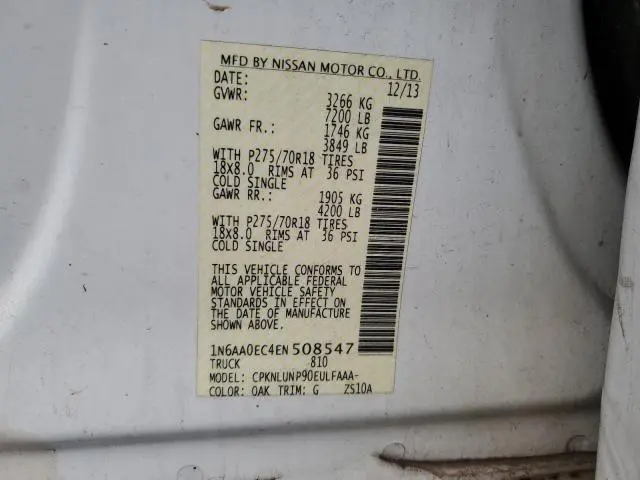 MFD BY NISSAN MOTOR CO., LTD.
DATE: 12/13
GVWR: 3266 KG
7200 LB
GAWR FR.: 1746 KG
3849 LB
WITH P275/70R18 TIRES
18X8.0 RIMS AT 36 PSI
COLD SINGLE
GAWR RR.: 1905 KG
4200 LB
WITH P275/70R18 TIRES
18X8.0 RIMS AT 36 PSI
COLD SINGLE
THIS VEHICLE CONFORMS TO
ALL APPLICABLE FEDERAL
MOTOR VEHICLE SAFETY
STANDARDS IN EFFECT ON
THE DATE OF MANUFACTURE
SHOWN ABOVE.
1N6AA0EC4EN508547
TRUCK 810
MODEL: CPKNLUNP90EULFAAA-
COLOR: QAK TRIM: G ZS10A